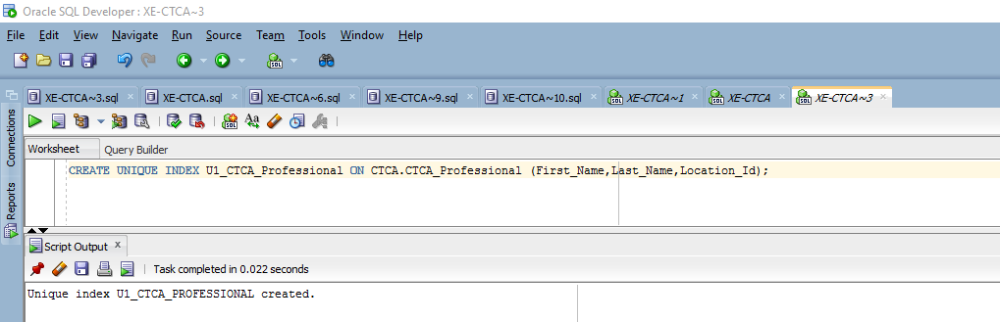 Oracle SQL Developer : XE-CTCA~3
File Edit View Navigate Run Source Team Tools Window Help
XE-CTCA~3.sql XE-CTCA.sql XE-CTCA~6.sql XE-CTCA~9.sql XE-CTCA~10.sql XE-CTCA~1 XE-CTCA XE-CTCA~3
Connections
Reports
Worksheet Query Builder
CREATE UNIQUE INDEX U1_CTCA_Professional ON CTCA.CTCA_Professional (First_Name,Last_Name,Location_Id);
Script Output x
Task completed in 0.022 seconds
Unique index U1_CTCA_PROFESSIONAL created.